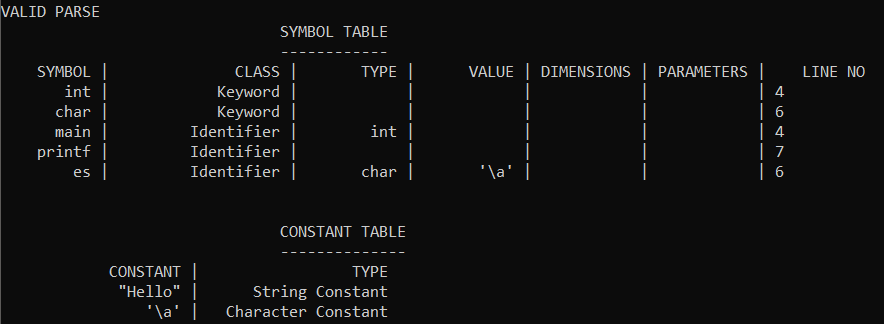 VALID PARSE
SYMBOL TABLE
------------
SYMBOL | CLASS | TYPE | VALUE | DIMENSIONS | PARAMETERS | LINE NO
int | Keyword | | | | | 4
char | Keyword | | | | | 6
main | Identifier | int | | | | 4
printf | Identifier | | | | | 7
es | Identifier | char | '\a' | | | 6
CONSTANT TABLE
--------------
CONSTANT | TYPE
"Hello" | String Constant
'\a' | Character Constant